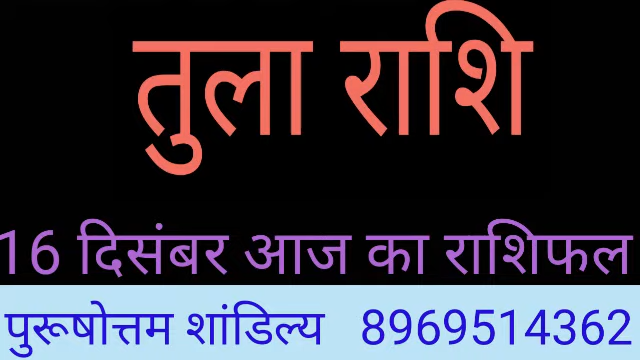 तुला राशि
16 दिसंबर आज का राशिफल
पुरूषोत्तम शांडिल्य 8969514362